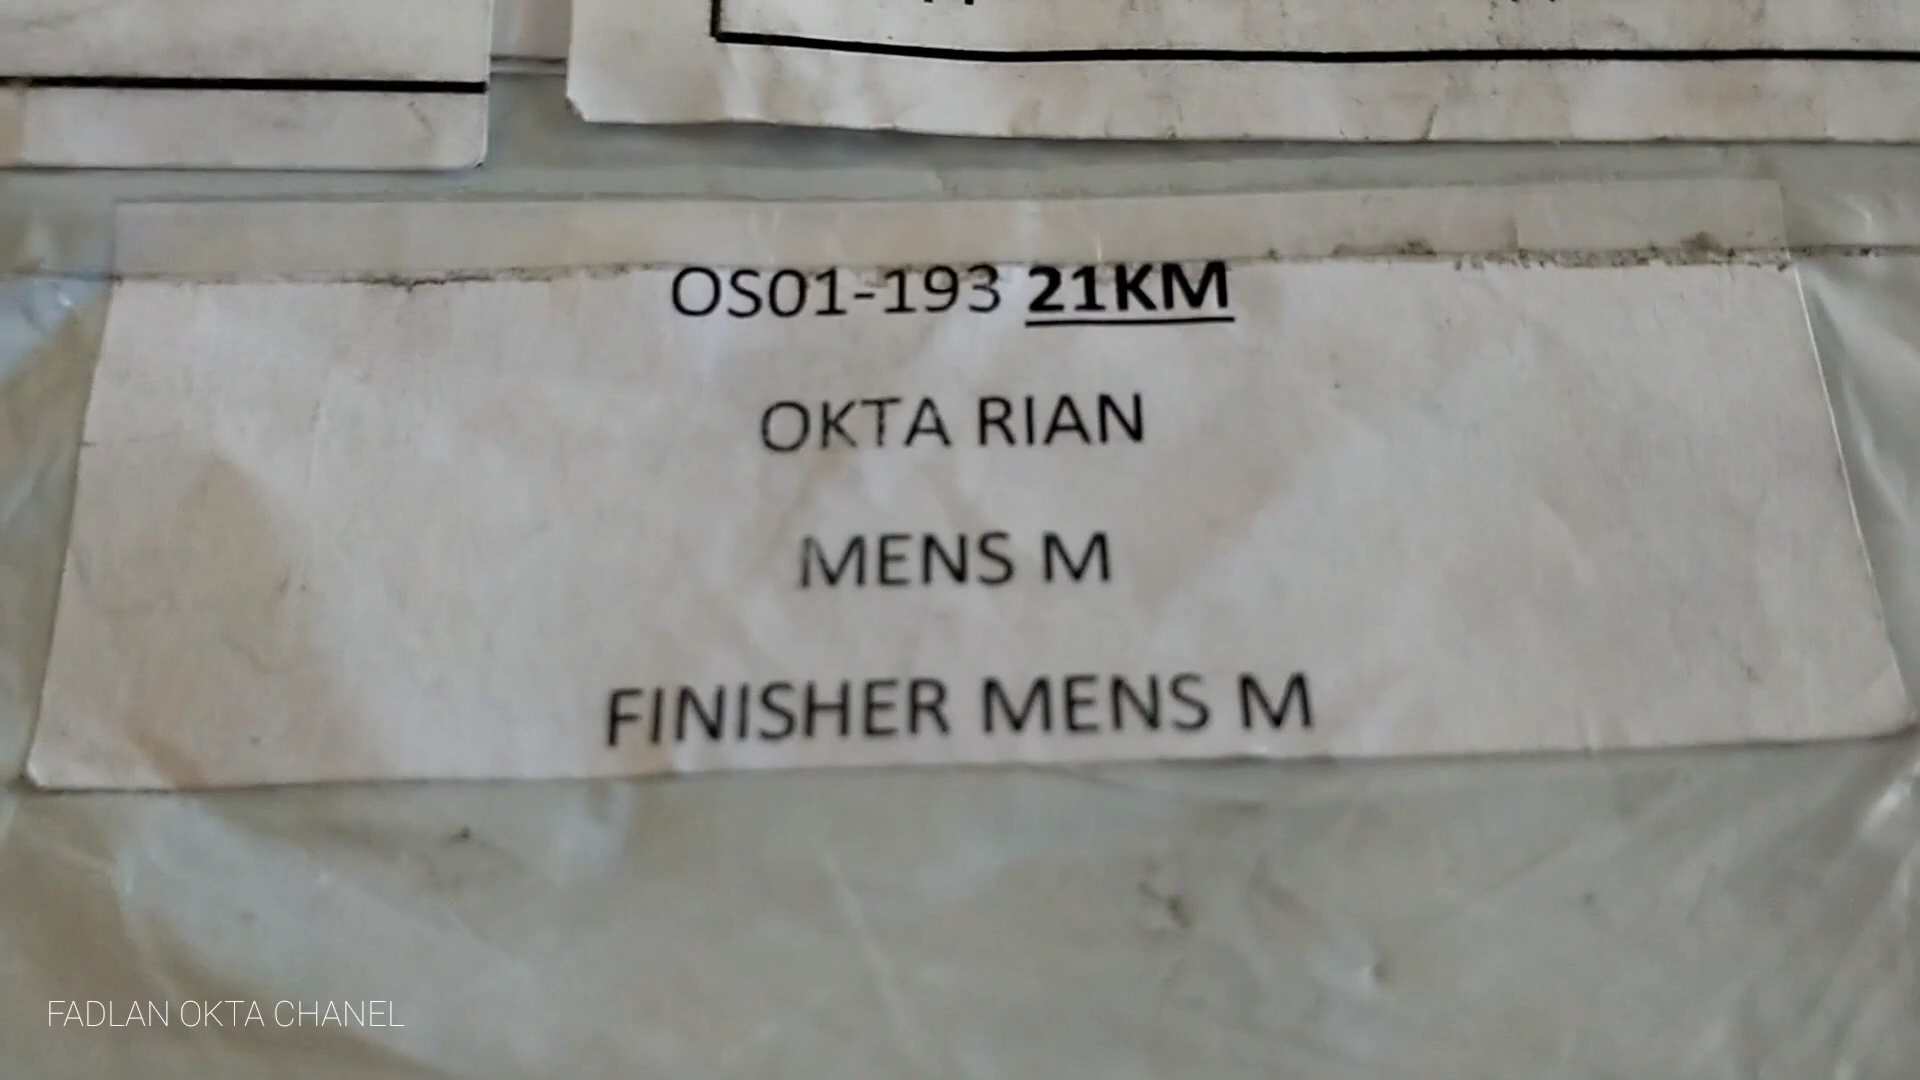 OS01-193 21KM
OKTA RIAN
MENS M
FINISHER MENS M
FADLAN OKTA CHANEL